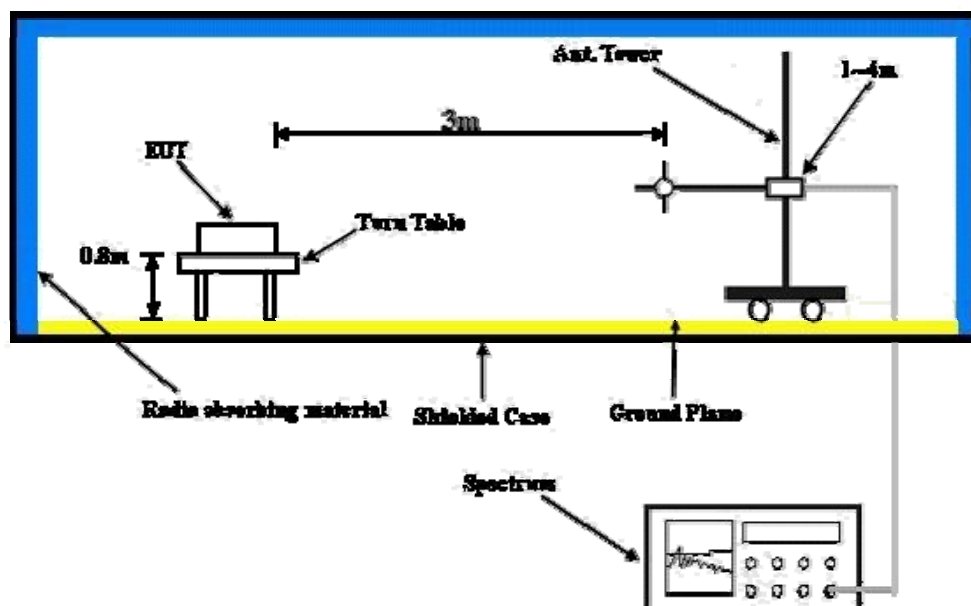 Ant. Tower
1~4m
3m
EUT
Turn Table
0.8m
Radio absorbing material
Shielded Case
Ground Plane
Spectrum